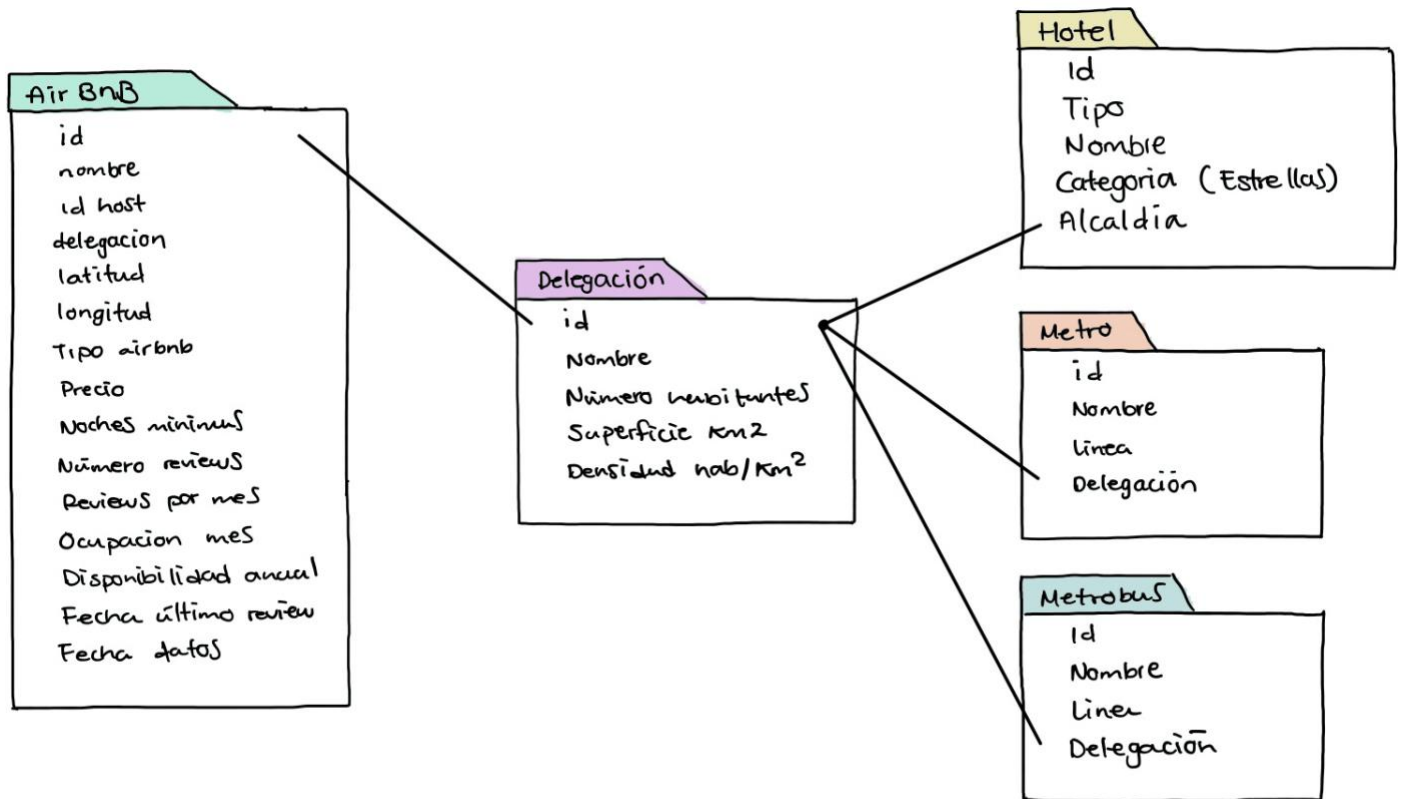 Air BnB
id
nombre
id host
delegacion
latitud
longitud
Tipo airbnb
Precio
Noches minimus
Número reviews
Reviews por mes
Ocupacion mes
Disponibilidad anual
Fecha último review
Fecha datos
Delegación
id
Nombre
Número habitantes
Superficie Km2
Densidad hab/Km²
Hotel
Id
Tipo
Nombre
Categoria (Estrellas)
Alcaldia
Metro
id
Nombre
linea
Delegación
Metrobus
Id
Nombre
Linea
Delegación